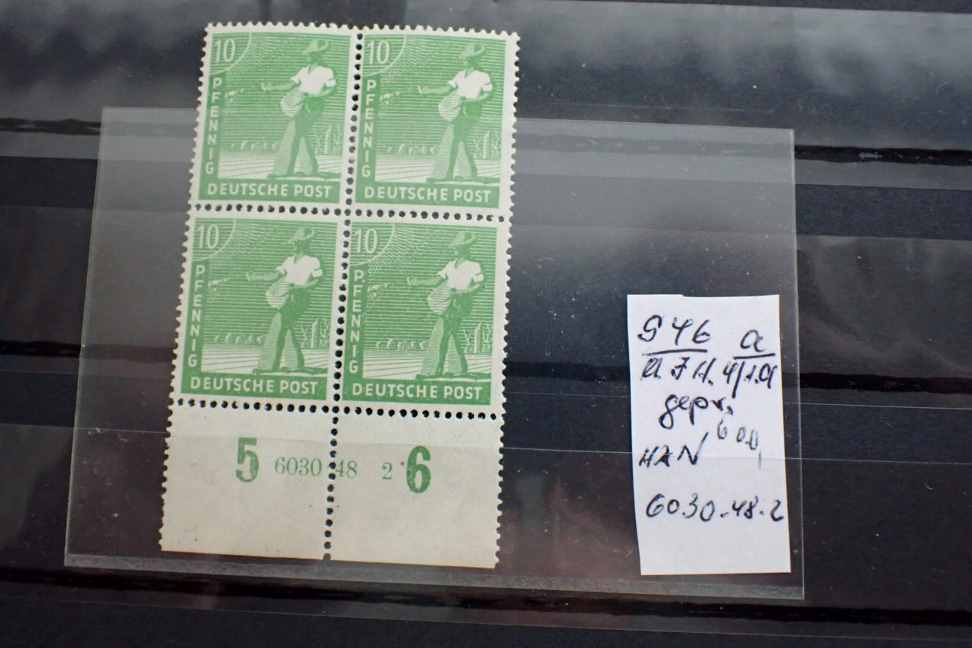 10 PFENNIG DEUTSCHE POST
10 PFENNIG DEUTSCHE POST
10 PFENNIG DEUTSCHE POST
10 PFENNIG DEUTSCHE POST
5 6030 48 2 6
946 a
gepr.
HAN
6030-48-2